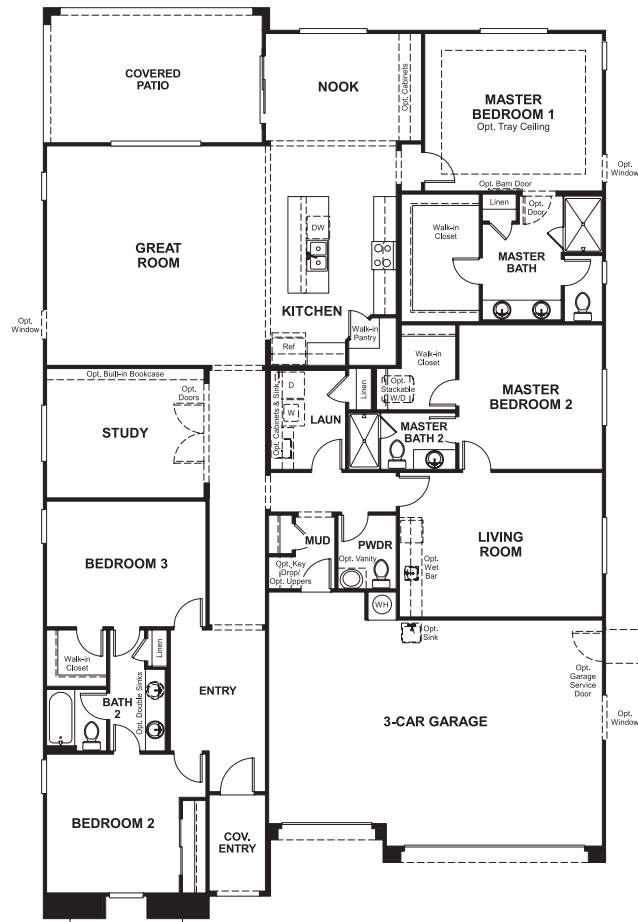 COVERED
PATIO
NOOK
Opt. Cabinets
MASTER
BEDROOM 1
Opt. Tray Ceiling
Opt.
Window
Opt. Barn Door
Linen
Opt.
Door
Walk-in
Closet
MASTER
BATH
GREAT
ROOM
DW
KITCHEN
Walk-in
Pantry
Ref
Opt.
Window
Opt. Built-in Bookcase
Opt.
Doors
STUDY
Opt. Cabinets & Sink
D
W
LAUN
Linen
Walk-in
Closet
Opt.
Stackable
W/D
MASTER
BEDROOM 2
MASTER
BATH 2
BEDROOM 3
MUD
Opt. Key
Drop/
Opt. Uppers
PWDR
Opt. Vanity
LIVING
ROOM
Opt.
Wet
Bar
WH
Opt.
Sink
Walk-in
Closet
Linen
BATH
2
Opt. Double Sinks
ENTRY
3-CAR GARAGE
Opt.
Garage
Service
Door
Opt.
Window
BEDROOM 2
COV.
ENTRY